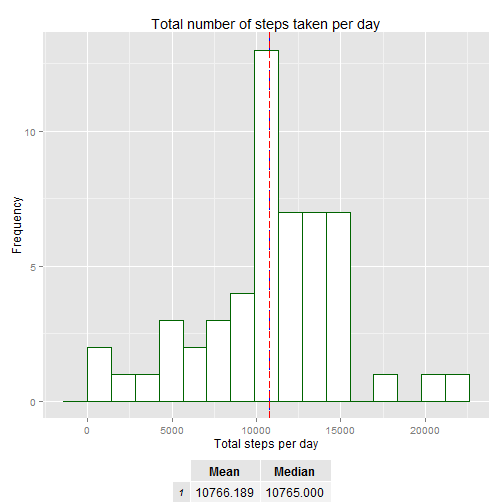 Total number of steps taken per day
Frequency
10
5
0
0 5000 10000 15000 20000
Total steps per day
Mean Median
1 10766.189 10765.000